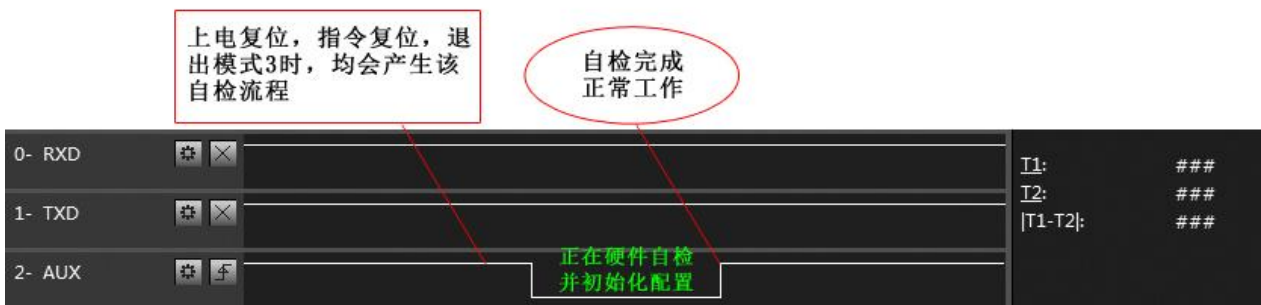 上电复位，指令复位，退
出模式3时，均会产生该
自检流程
自检完成
正常工作
0- RXD
1- TXD
2- AUX
正在硬件自检
并初始化配置
T1: ###
T2: ###
|T1-T2|: ###